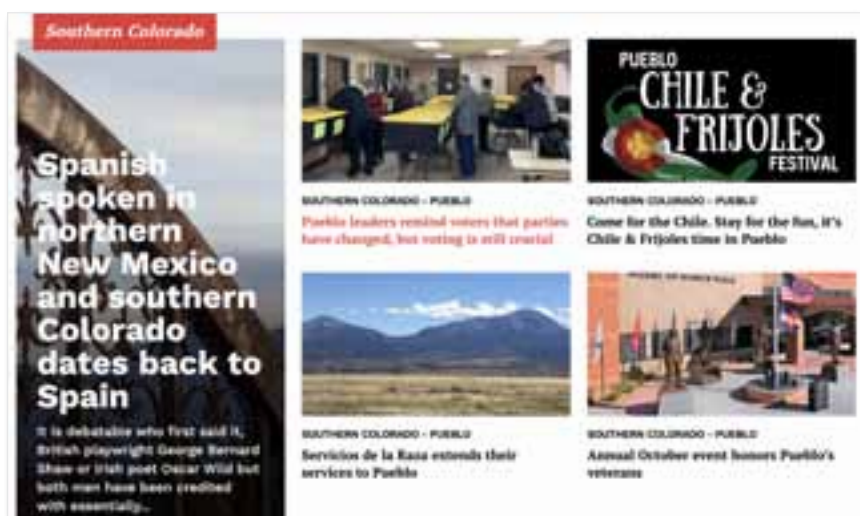 Southern Colorado
Spanish
spoken in
northern
New Mexico
and southern
Colorado
dates back to
Spain
It is debatable who first said it,
British playwright George Bernard
Shaw or Irish poet Oscar Wild but
both men have been credited
with essentially...
SOUTHERN COLORADO - PUEBLO
Pueblo leaders remind voters that parties
have changed, but voting is still crucial
PUEBLO
CHILE &
FRIJOLES
FESTIVAL
SOUTHERN COLORADO - PUEBLO
Come for the Chile. Stay for the fun, it's
Chile & Frijoles time in Pueblo
SOUTHERN COLORADO - PUEBLO
Servicios de la Raza extends their
services to Pueblo
SOUTHERN COLORADO - PUEBLO
Annual October event honors Pueblo's
veterans